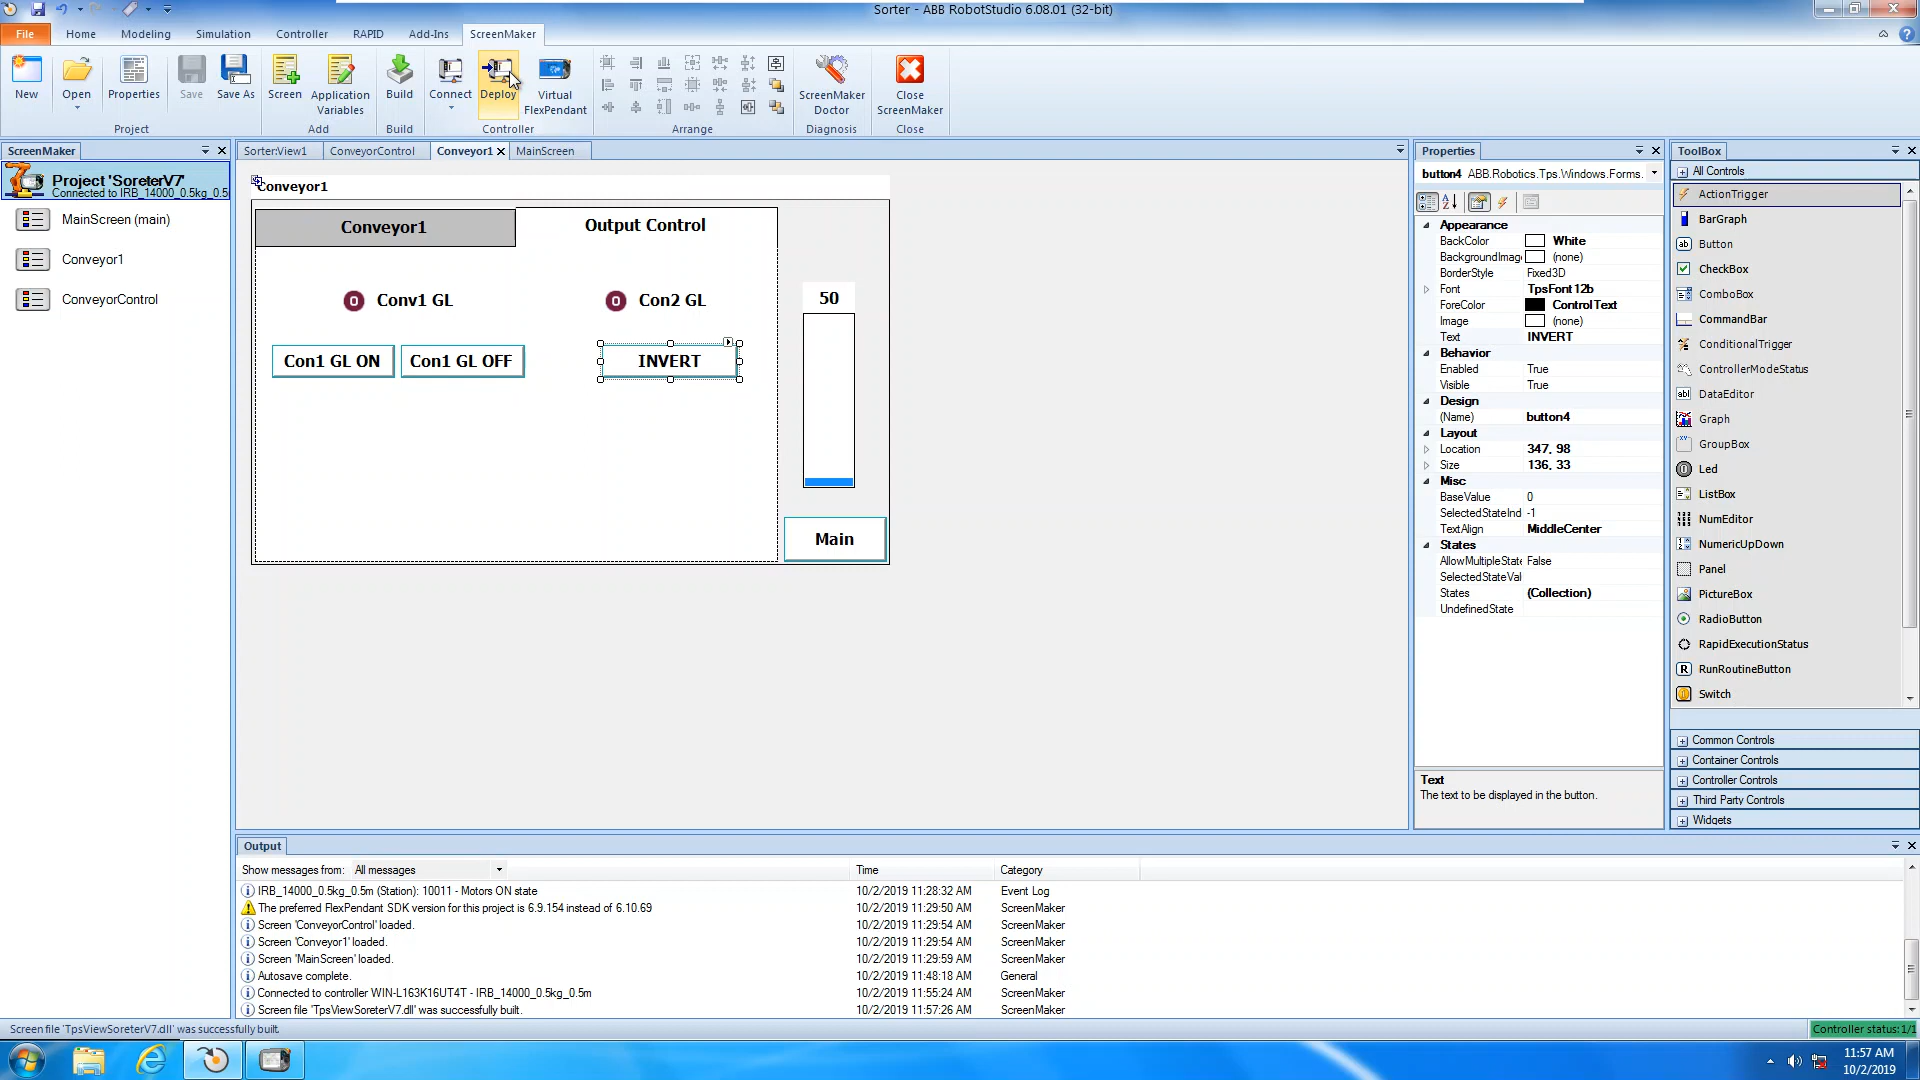 Sorter - ABB RobotStudio 6.08.01 (32-bit)
File Home Modeling Simulation Controller RAPID Add-Ins ScreenMaker
New Open Properties Save Save As Screen Application Variables Build Connect Deploy Virtual FlexPendant ScreenMaker Doctor Close ScreenMaker
Project Add Build Controller Arrange Diagnosis Close
ScreenMaker
Project 'SoreterV7'
Connected to IRB_14000_0.5kg_0.5
MainScreen (main)
Conveyor1
ConveyorControl
Sorter:View1 ConveyorControl Conveyor1 MainScreen
Conveyor1
Conveyor1 Output Control
Conv1 GL Con2 GL
Con1 GL ON Con1 GL OFF INVERT
50
Main
Properties
button4 ABB.Robotics.Tps.Windows.Forms.
Appearance
BackColor White
BackgroundImag (none)
BorderStyle Fixed3D
Font TpsFont12b
ForeColor ControlText
Image (none)
Text INVERT
Behavior
Enabled True
Visible True
Design
(Name) button4
Layout
Location 347, 98
Size 136, 33
Misc
BaseValue 0
SelectedStateInd -1
TextAlign MiddleCenter
States
AllowMultipleState False
SelectedStateVal
States (Collection)
UndefinedState
Text
The text to be displayed in the button.
ToolBox
All Controls
ActionTrigger
BarGraph
Button
CheckBox
ComboBox
CommandBar
ConditionalTrigger
ControllerModeStatus
DataEditor
Graph
GroupBox
Led
ListBox
NumEditor
NumericUpDown
Panel
PictureBox
RadioButton
RapidExecutionStatus
RunRoutineButton
Switch
Common Controls
Container Controls
Controller Controls
Third Party Controls
Widgets
Output
Show messages from: All messages Time Category
IRB_14000_0.5kg_0.5m (Station): 10011 - Motors ON state 10/2/2019 11:28:32 AM Event Log
The preferred FlexPendant SDK version for this project is 6.9.154 instead of 6.10.69 10/2/2019 11:29:50 AM ScreenMaker
Screen 'ConveyorControl' loaded. 10/2/2019 11:29:54 AM ScreenMaker
Screen 'Conveyor1' loaded. 10/2/2019 11:29:54 AM ScreenMaker
Screen 'MainScreen' loaded. 10/2/2019 11:29:59 AM ScreenMaker
Autosave complete. 10/2/2019 11:48:18 AM General
Connected to controller WIN-L163K16UT4T - IRB_14000_0.5kg_0.5m 10/2/2019 11:55:24 AM ScreenMaker
Screen file 'TpsViewSoreterV7.dll' was successfully built. 10/2/2019 11:57:26 AM ScreenMaker
Screen file 'TpsViewSoreterV7.dll' was successfully built. Controller status: 1/1
11:57 AM
10/2/2019